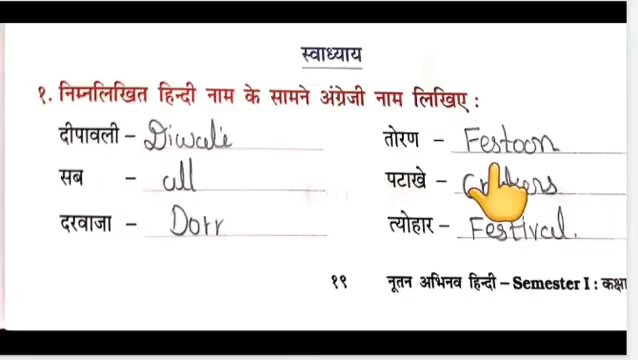 स्वाध्याय
१. निम्नलिखित हिन्दी नाम के सामने अंग्रेजी नाम लिखिए :
दीपावली - Diwali तोरण - Festoon
सब - all पटाखे -
दरवाजा - Dorr त्योहार - Festival.
१९ नूतन अभिनव हिन्दी - Semester I : कक्षा